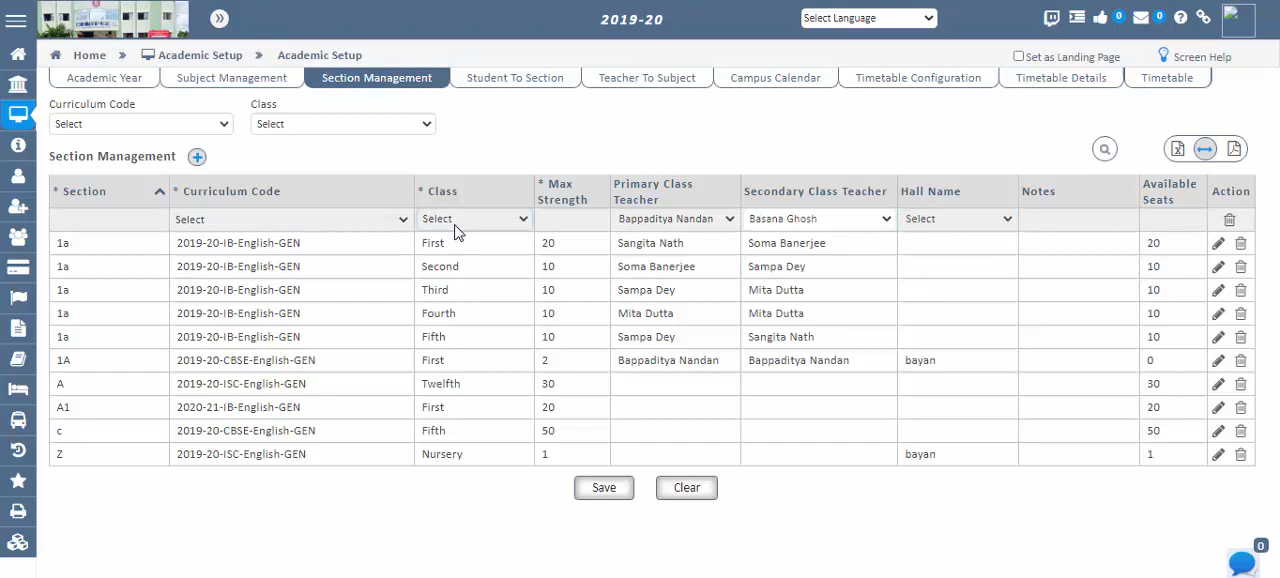 2019-20
Select Language
0
0
Home » Academic Setup » Academic Setup
Set as Landing Page
Screen Help
Academic Year Subject Management Section Management Student To Section Teacher To Subject Campus Calendar Timetable Configuration Timetable Details Timetable
Curriculum Code Class
Select Select
Section Management
* Section * Curriculum Code * Class * Max Strength Primary Class Teacher Secondary Class Teacher Hall Name Notes Available Seats Action
Select Select Bappaditya Nandan Basana Ghosh Select
1a 2019-20-IB-English-GEN First 20 Sangita Nath Soma Banerjee 20
1a 2019-20-IB-English-GEN Second 10 Soma Banerjee Sampa Dey 10
1a 2019-20-IB-English-GEN Third 10 Sampa Dey Mita Dutta 10
1a 2019-20-IB-English-GEN Fourth 10 Mita Dutta Mita Dutta 10
1a 2019-20-IB-English-GEN Fifth 10 Sampa Dey Sangita Nath 10
1A 2019-20-CBSE-English-GEN First 2 Bappaditya Nandan Bappaditya Nandan bayan 0
A 2019-20-ISC-English-GEN Twelfth 30 30
A1 2020-21-IB-English-GEN First 20 20
c 2019-20-CBSE-English-GEN Fifth 50 50
Z 2019-20-ISC-English-GEN Nursery 1 bayan 1
Save Clear
0